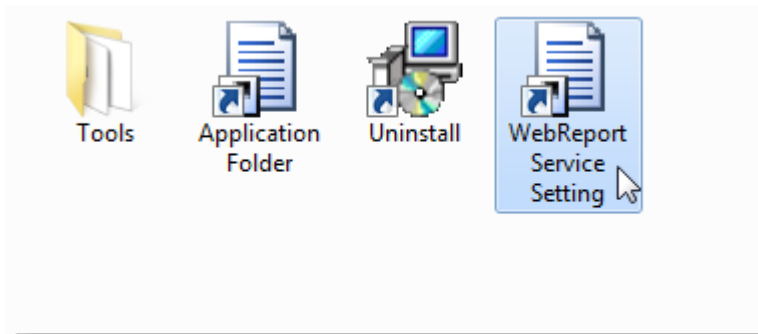 Tools
Application
Folder
Uninstall
WebReport
Service
Setting